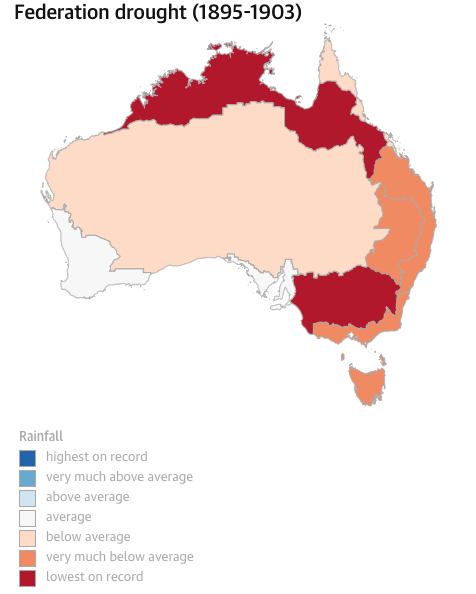 Federation drought (1895-1903)
Rainfall
highest on record
very much above average
above average
average
below average
very much below average
lowest on record